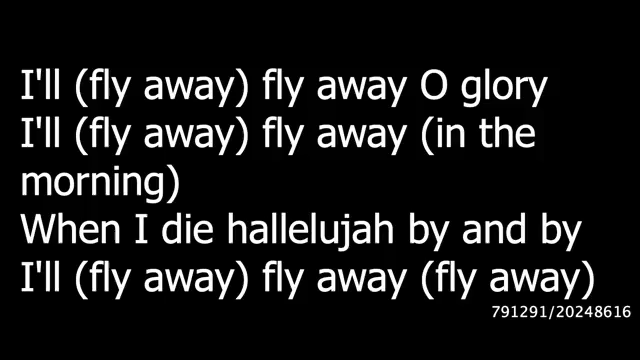 I'll (fly away) fly away O glory
I'll (fly away) fly away (in the
morning)
When I die hallelujah by and by
I'll (fly away) fly away (fly away)
791291/20248616